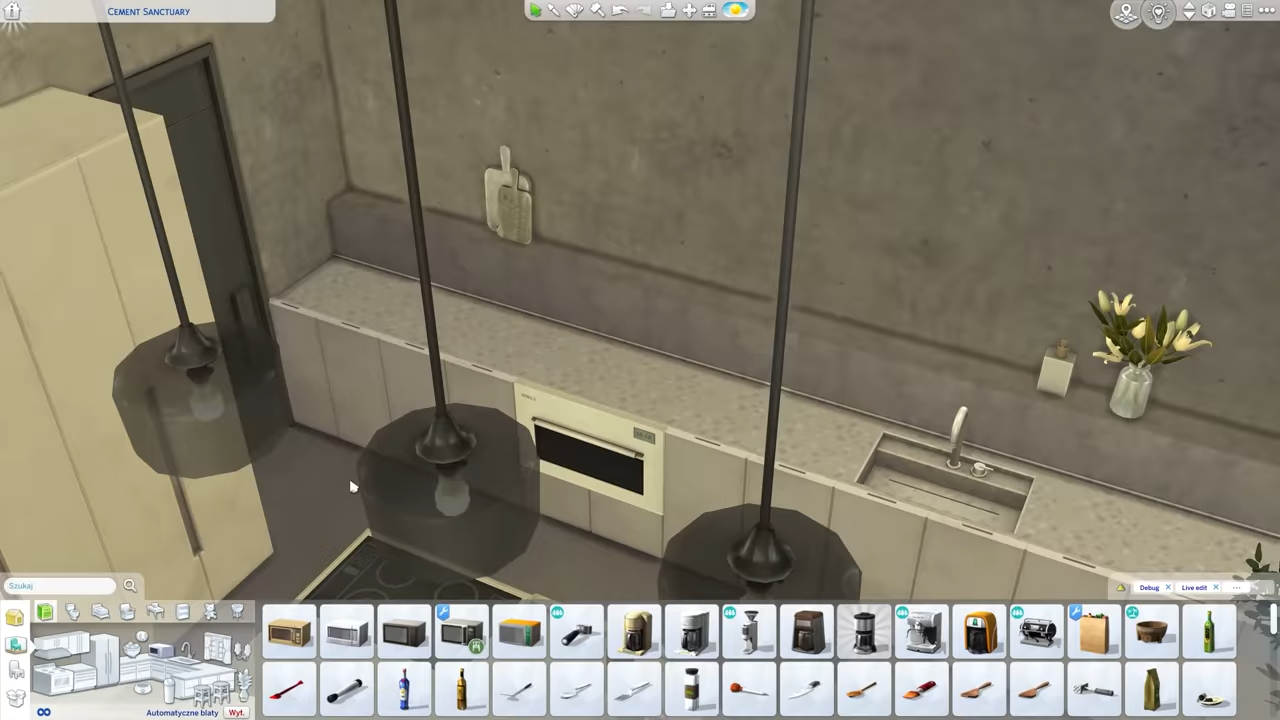 CEMENT SANCTUARY
Szukaj
Debug
Live edit
Automatyczne blaty
Wył.